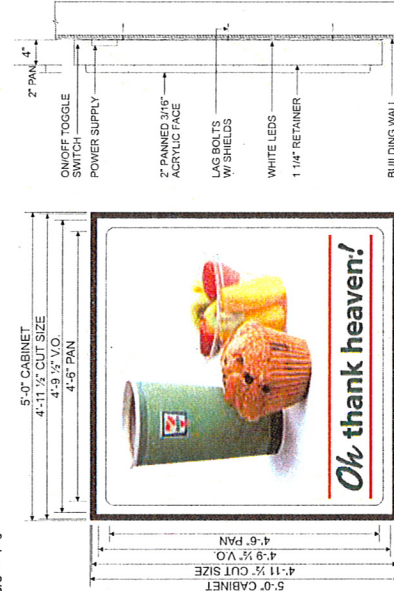 5'-0" CABINET
4'-11 ½" CUT SIZE
4'-9 ½" V.O.
4'-6" PAN
5'-0" CABINET
4'-11 ½" CUT SIZE
4'-9 ½" V.O.
4'-6" PAN
Oh thank heaven!
2" PAN
4"
ON/OFF TOGGLE
SWITCH
POWER SUPPLY
2" PANNED 3/16"
ACRYLIC FACE
LAG BOLTS
W/ SHIELDS
WHITE LEDS
1 1/4" RETAINER
BUILDING WALL